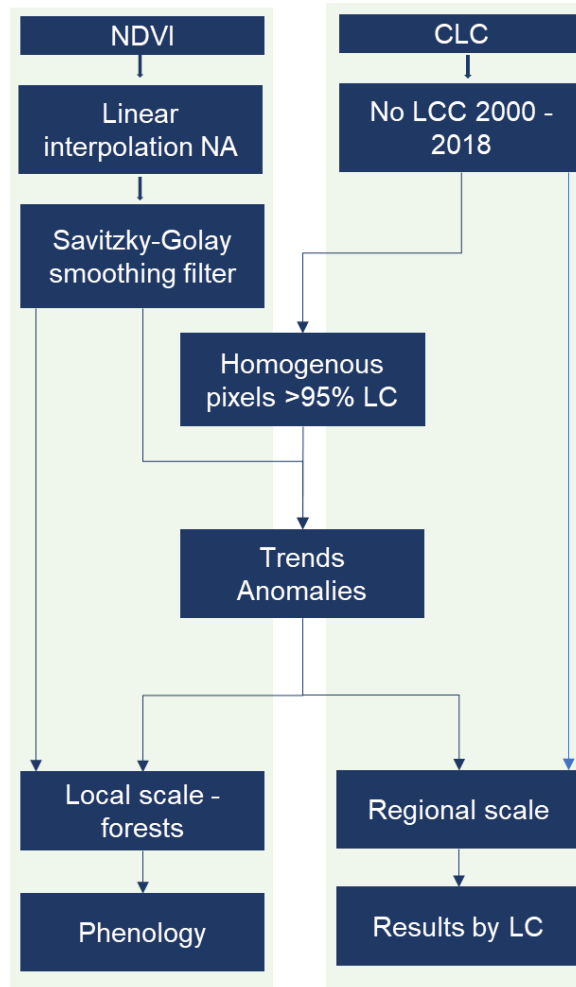 NDVI
CLC
Linear
interpolation NA
No LCC 2000 -
2018
Savitzky-Golay
smoothing filter
Homogenous
pixels >95% LC
Trends
Anomalies
Local scale -
forests
Regional scale
Phenology
Results by LC